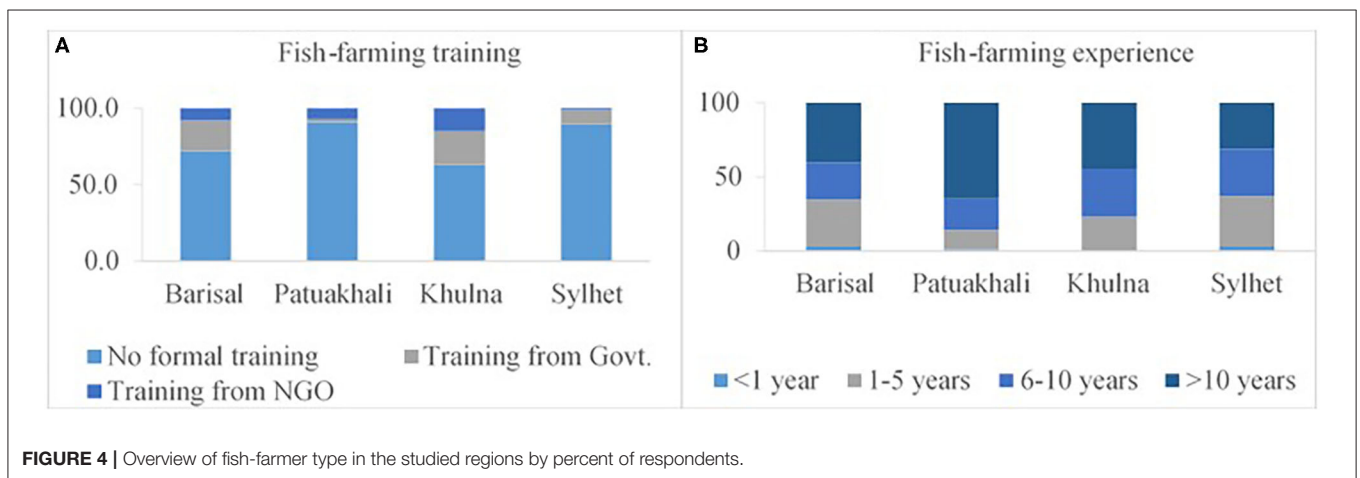 A
Fish-farming training
100.0
50.0
0.0
Barisal Patuakhali Khulna Sylhet
No formal training Training from Govt.
Training from NGO
B
Fish-farming experience
100
50
0
Barisal Patuakhali Khulna Sylhet
<1 year 1-5 years 6-10 years >10 years
FIGURE 4 | Overview of fish-farmer type in the studied regions by percent of respondents.